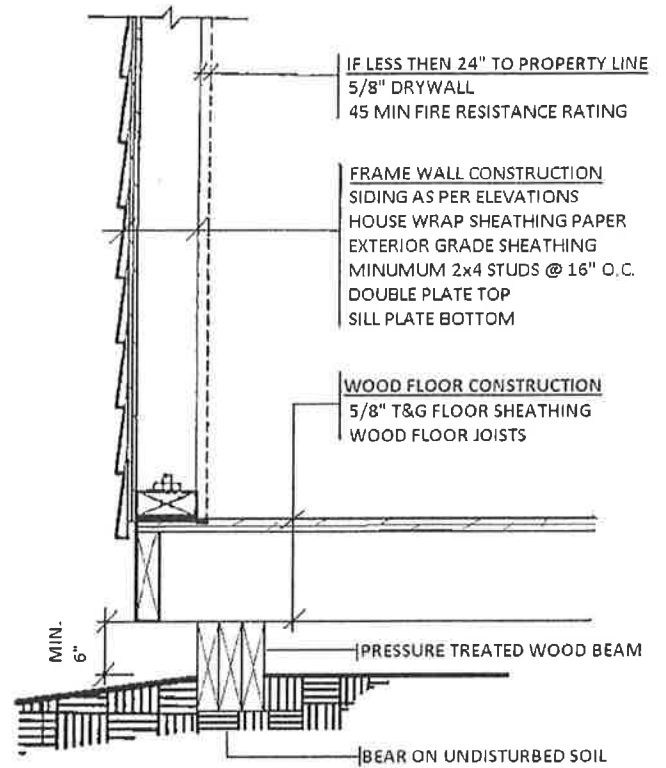 IF LESS THEN 24" TO PROPERTY LINE
5/8" DRYWALL
45 MIN FIRE RESISTANCE RATING
FRAME WALL CONSTRUCTION
SIDING AS PER ELEVATIONS
HOUSE WRAP SHEATHING PAPER
EXTERIOR GRADE SHEATHING
MINUMUM 2x4 STUDS @ 16" O.C.
DOUBLE PLATE TOP
SILL PLATE BOTTOM
WOOD FLOOR CONSTRUCTION
5/8" T&G FLOOR SHEATHING
WOOD FLOOR JOISTS
MIN.
6"
PRESSURE TREATED WOOD BEAM
BEAR ON UNDISTURBED SOIL